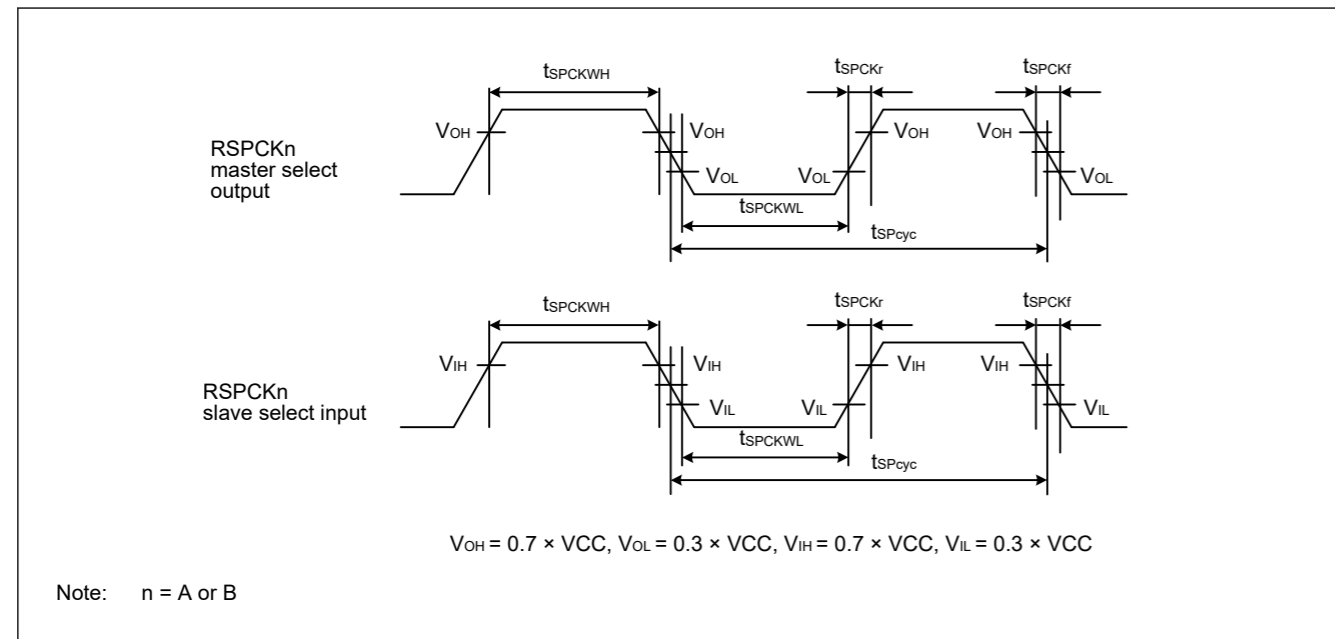 tSPCKWH tSPCKr tSPCKf
VOH VOH VOH VOH
RSPCKn
master select
output
VOL VOL VOL
tSPCKWL
tSPcyc
tSPCKWH tSPCKr tSPCKf
VIH VIH VIH VIH
RSPCKn
slave select input
VIL VIL VIL
tSPCKWL
tSPcyc
VOH = 0.7 × VCC, VOL = 0.3 × VCC, VIH = 0.7 × VCC, VIL = 0.3 × VCC
Note: n = A or B